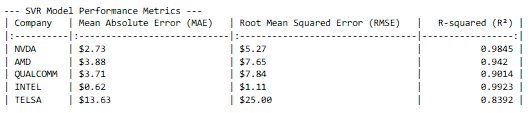 --- SVR Model Performance Metrics ---
| Company | Mean Absolute Error (MAE) | Root Mean Squared Error (RMSE) | R-squared (R²) |
|:----------|:----------------------------|:---------------------------------|-----------------:|
| NVDA | $2.73 | $5.27 | 0.9845 |
| AMD | $3.88 | $7.65 | 0.942 |
| QUALCOMM | $3.71 | $7.84 | 0.9014 |
| INTEL | $0.62 | $1.11 | 0.9923 |
| TELSA | $13.63 | $25.00 | 0.8392 |